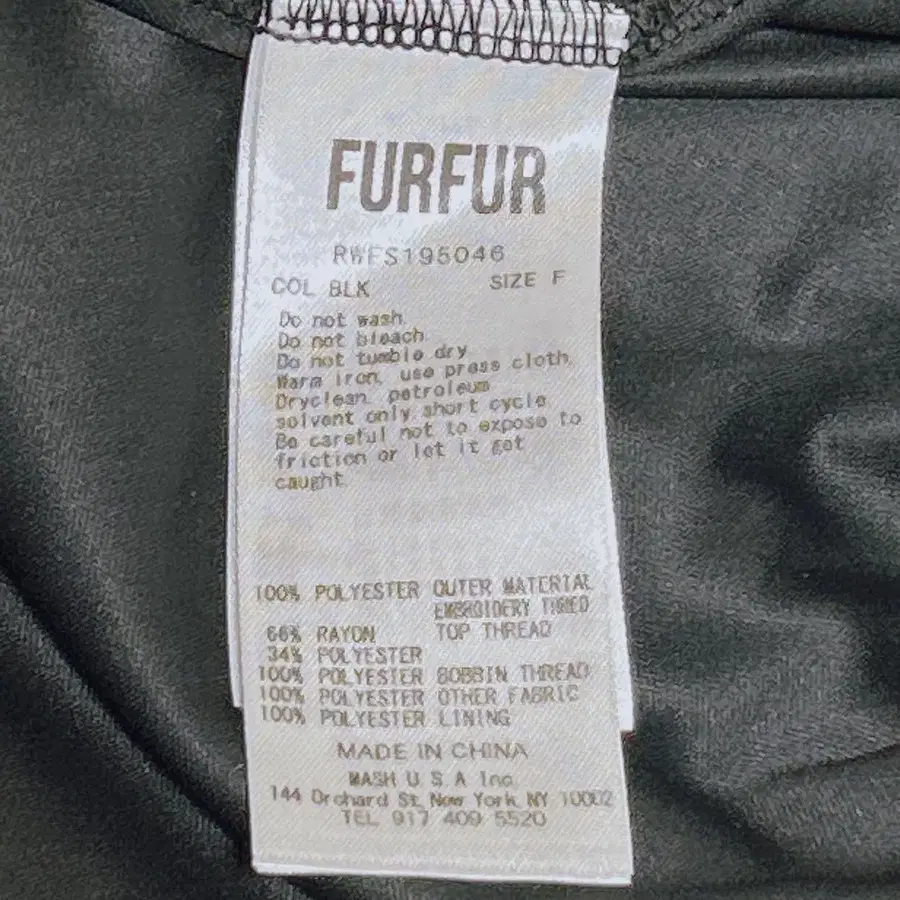 FURFUR
RWFS195046
COL BLK SIZE F
Do not wash
Do not bleach
Do not tumble dry
Warm iron, use press cloth
Dryclean petroleum
solvent only short cycle
Be careful not to expose to
friction or let it get
caught
100% POLYESTER OUTER MATERIAL
EMBROIDERY THRED
66% RAYON TOP THREAD
34% POLYESTER
100% POLYESTER BOBBIN THREAD
100% POLYESTER OTHER FABRIC
100% POLYESTER LINING
MADE IN CHINA
MASH U S A Inc
144 Orchard St, New York, NY 10002
TEL 917 409 5520